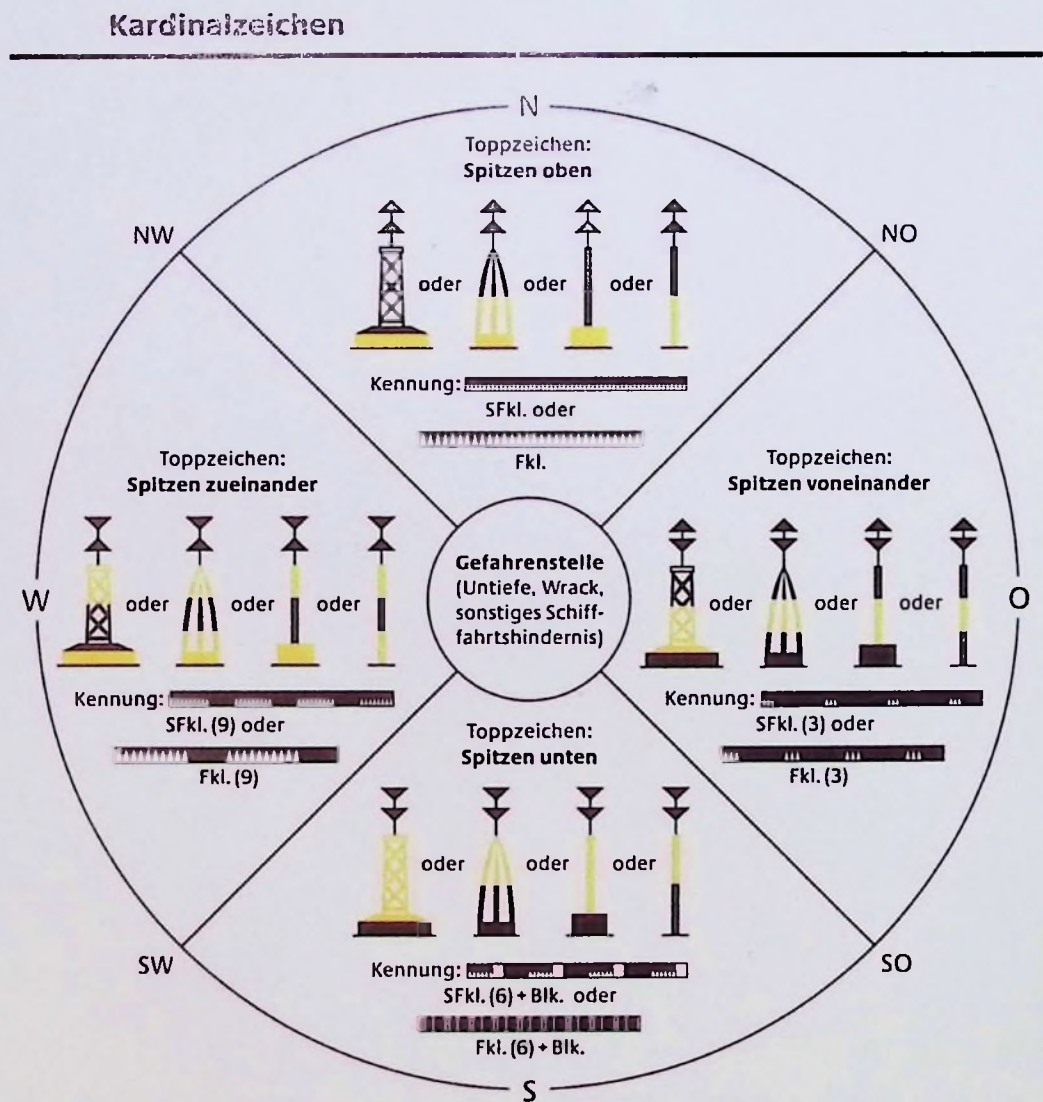 Kardinalzeichen
N
Toppzeichen:
Spitzen oben
NW
NO
oder oder oder
Kennung:
SFkl. oder
Fkl.
Toppzeichen:
Spitzen zueinander
Toppzeichen:
Spitzen voneinander
Gefahrenstelle
(Untiefe, Wrack,
sonstiges Schiff-
fahrtshindernis)
W
oder oder oder
oder oder oder
O
Kennung:
SFkl. (9) oder
Fkl. (9)
Kennung:
SFkl. (3) oder
Fkl. (3)
Toppzeichen:
Spitzen unten
oder oder oder
SW
SO
Kennung:
SFkl. (6) + Blk. oder
Fkl. (6) + Blk.
S